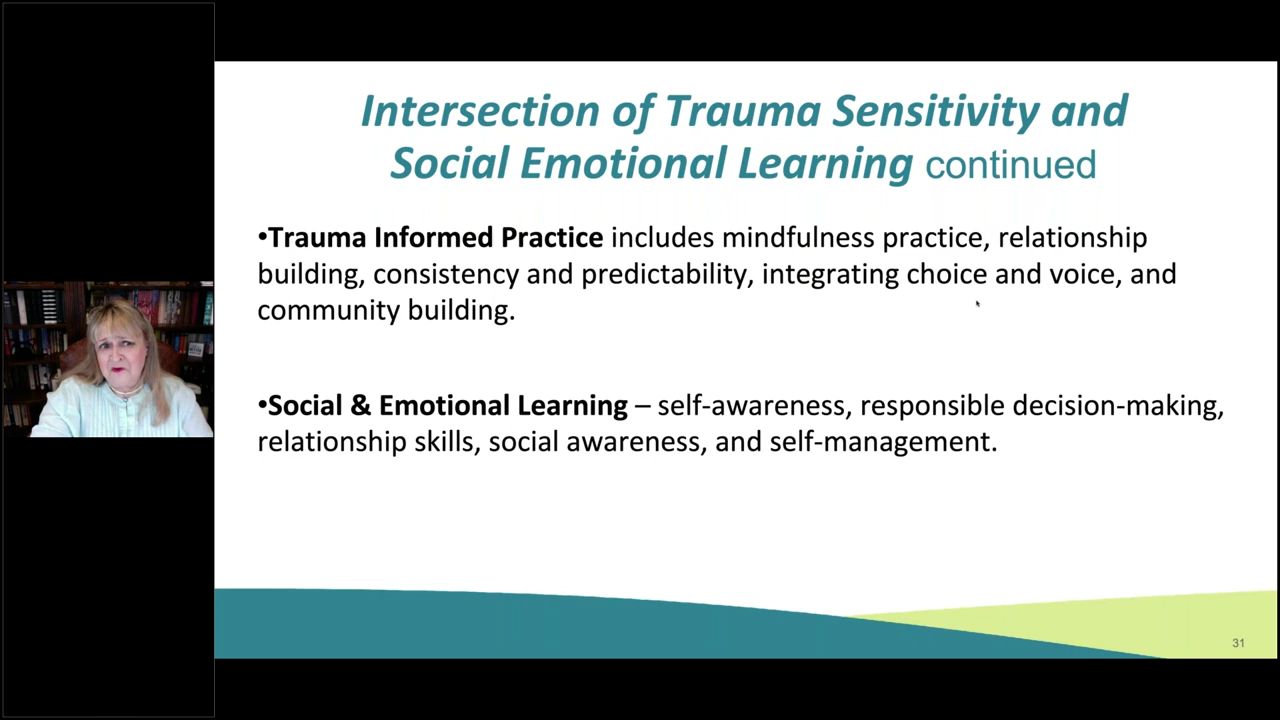 Intersection of Trauma Sensitivity and
Social Emotional Learning continued
•Trauma Informed Practice includes mindfulness practice, relationship
building, consistency and predictability, integrating choice and voice, and
community building.
•Social & Emotional Learning – self-awareness, responsible decision-making,
relationship skills, social awareness, and self-management.
31